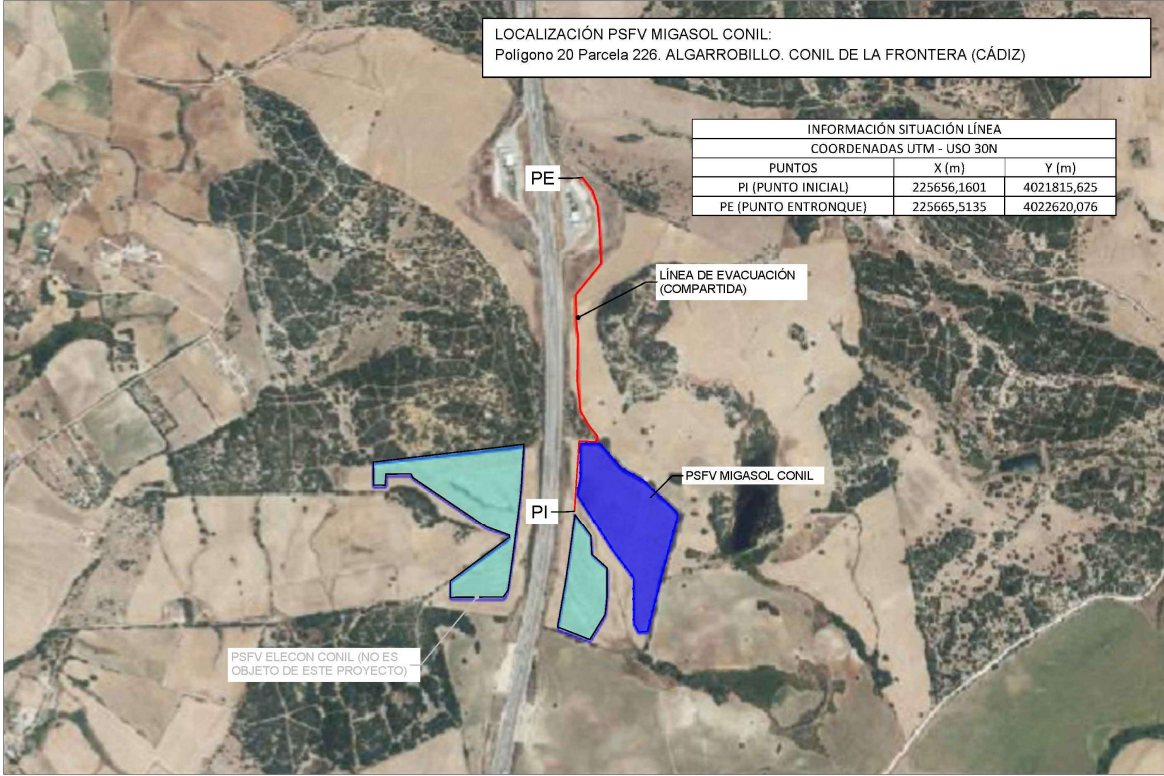 LOCALIZACIÓN PSFV MIGASOL CONIL:
Polígono 20 Parcela 226. ALGARROBILLO. CONIL DE LA FRONTERA (CÁDIZ)
INFORMACIÓN SITUACIÓN LÍNEA
COORDENADAS UTM - USO 30N
PUNTOS X (m) Y (m)
PI (PUNTO INICIAL) 225656,1601 4021815,625
PE (PUNTO ENTRONQUE) 225665,5135 4022620,076
PE
LÍNEA DE EVACUACIÓN
(COMPARTIDA)
PSFV MIGASOL CONIL
PI
PSFV ELECON CONIL (NO ES
OBJETO DE ESTE PROYECTO)